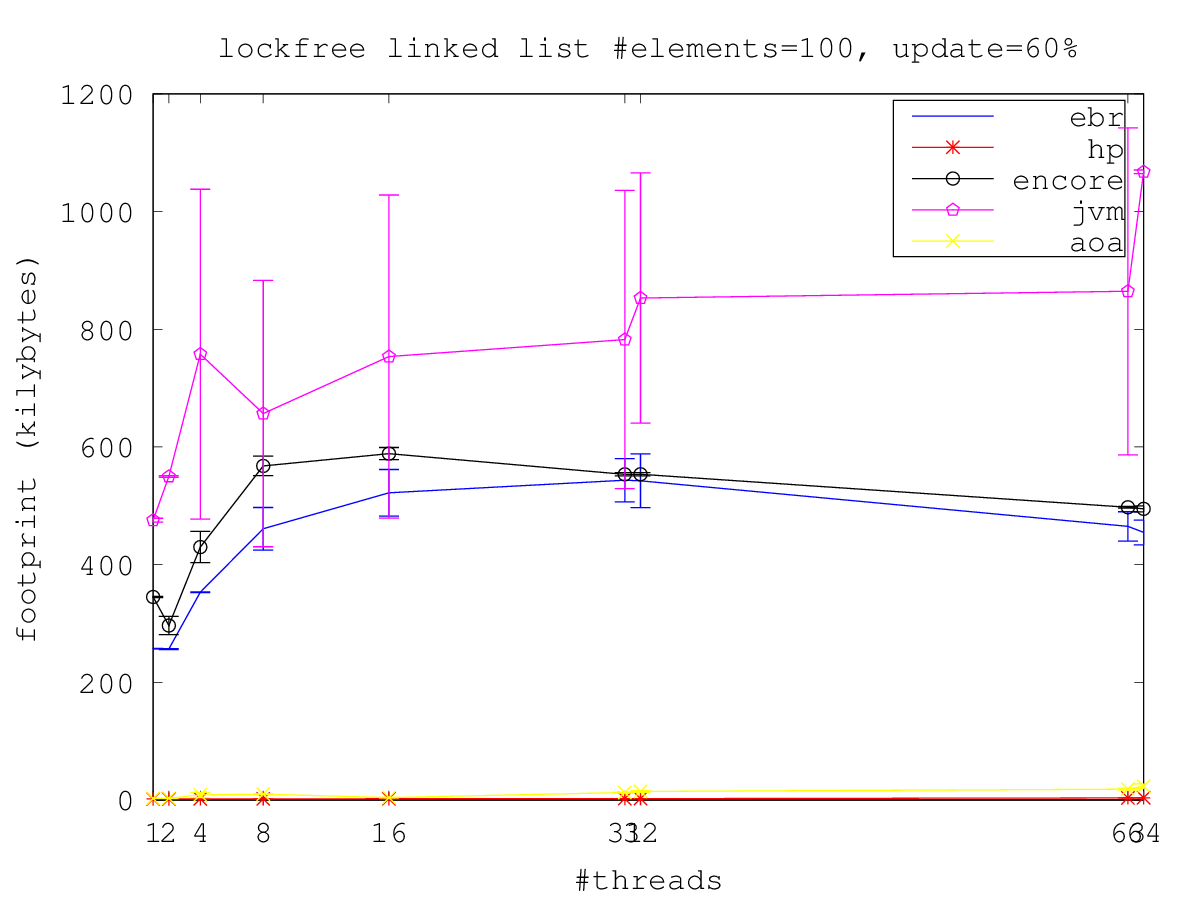 lockfree linked list #elements=100, update=60%
1200
1000
800
600
400
200
0
footprint (kilybytes)
ebr
hp
encore
jvm
aoa
1 2 4 8 16 31 32 63 64
#threads